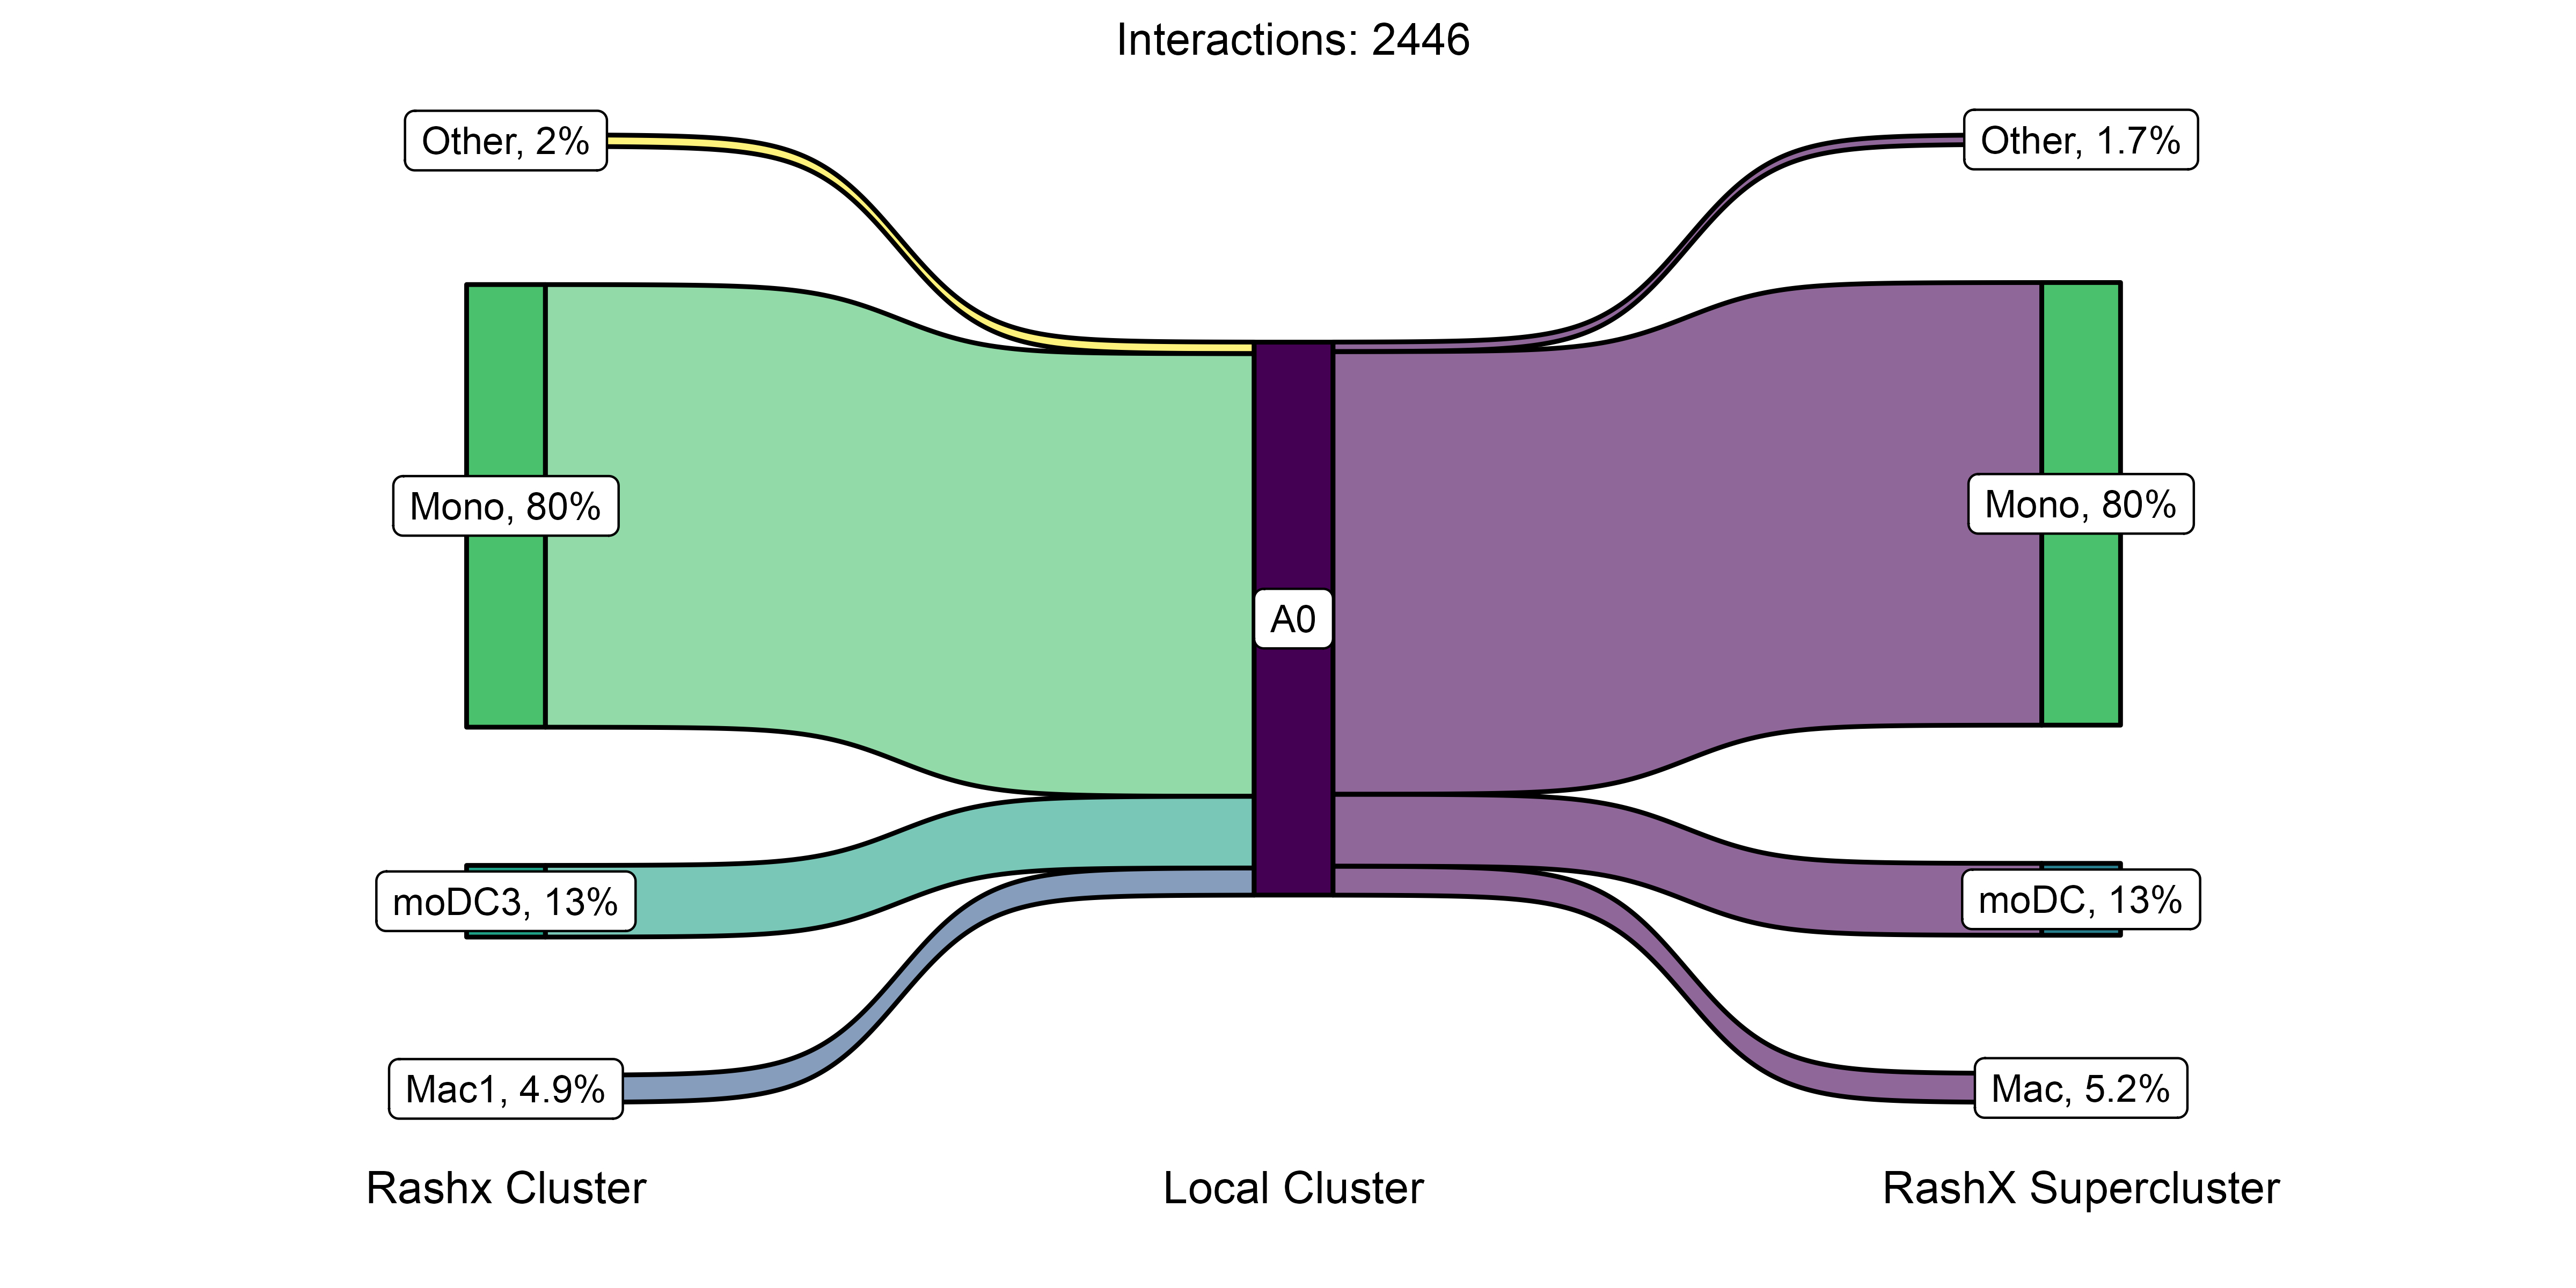 Interactions: 2446
Other, 2%
Other, 1.7%
Mono, 80%
Mono, 80%
A0
moDC3, 13%
moDC, 13%
Mac1, 4.9%
Mac, 5.2%
Rashx Cluster
Local Cluster
RashX Supercluster